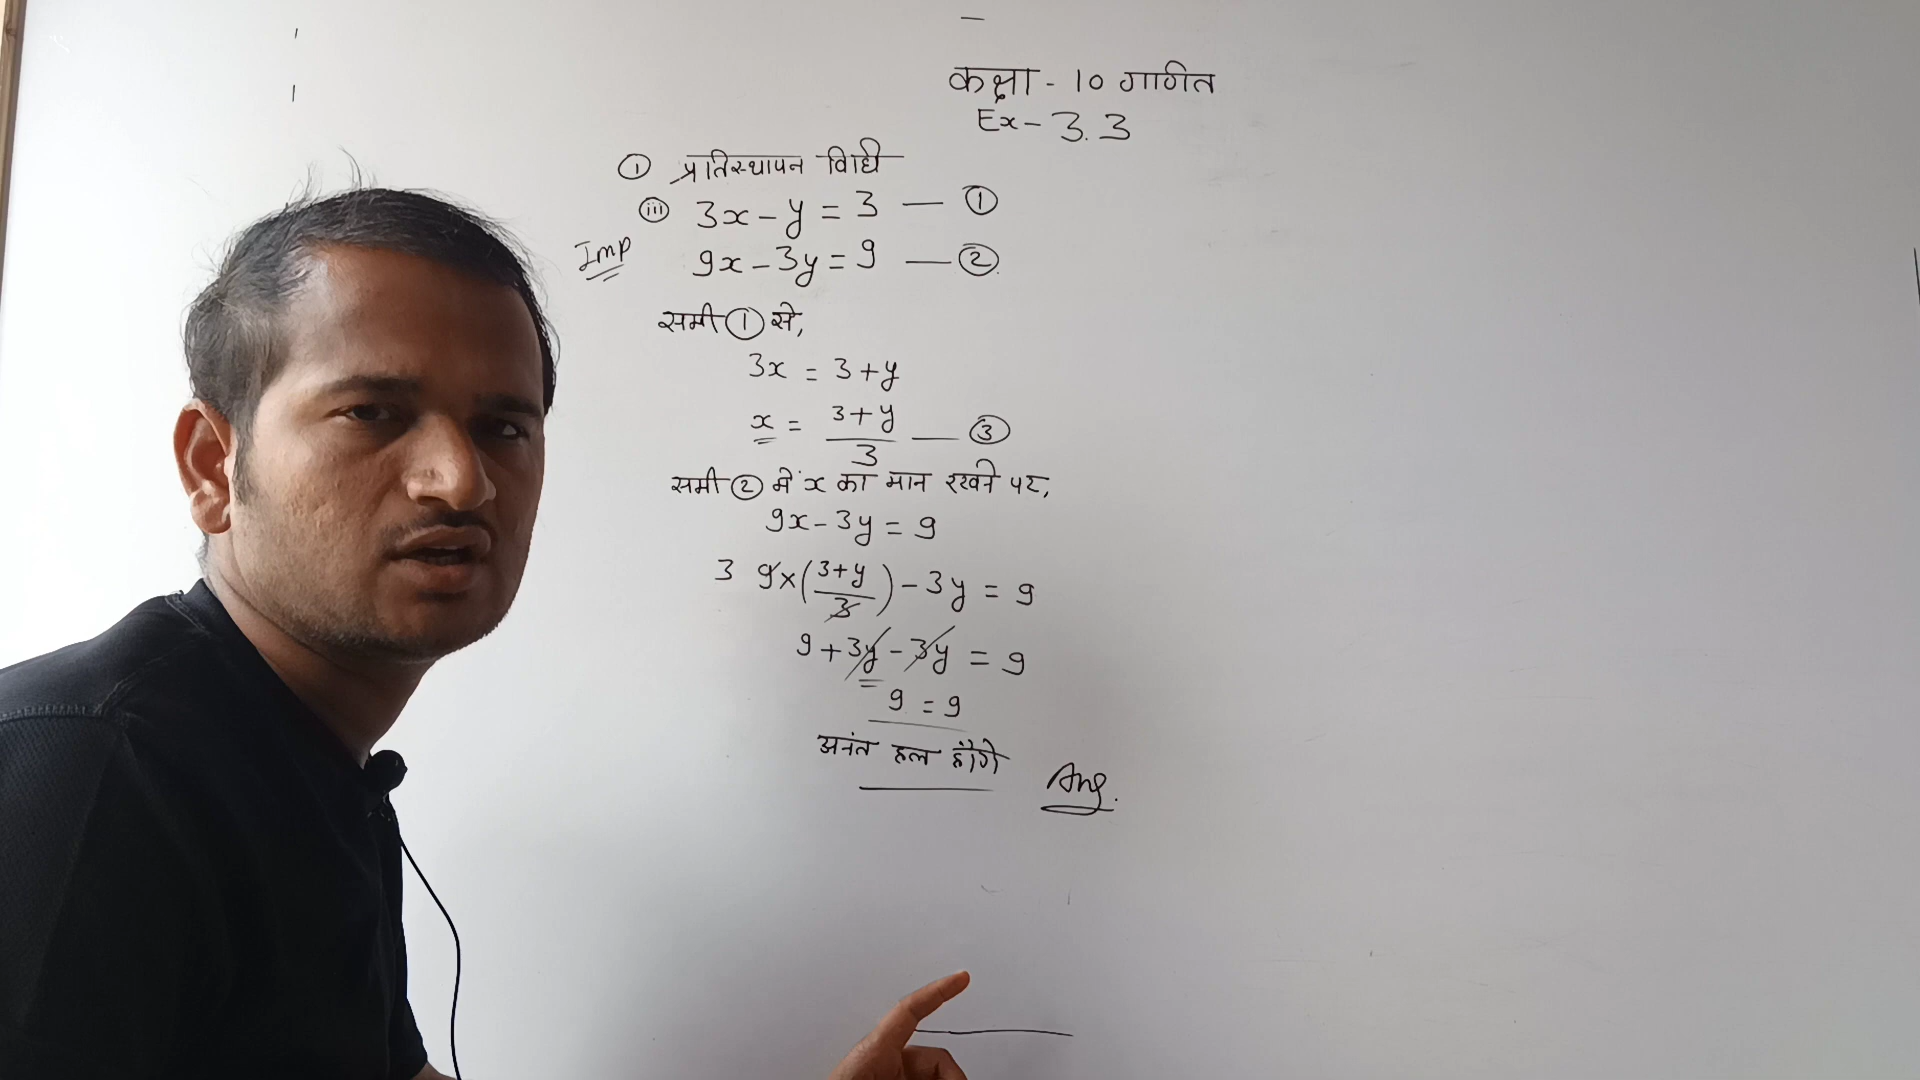 कक्षा - 10 गणित
Ex - 3.3
① प्रतिस्थापन विधि
(iii) 3x - y = 3 — ①
Imp 9x - 3y = 9 — ②
समी ① से,
3x = 3 + y
x = (3 + y)/3 — ③
समी ② में x का मान रखने पर,
9x - 3y = 9
3 9×((3 + y)/3) - 3y = 9
9 + 3y - 3y = 9
9 = 9
अनंत हल होंगे Ans.